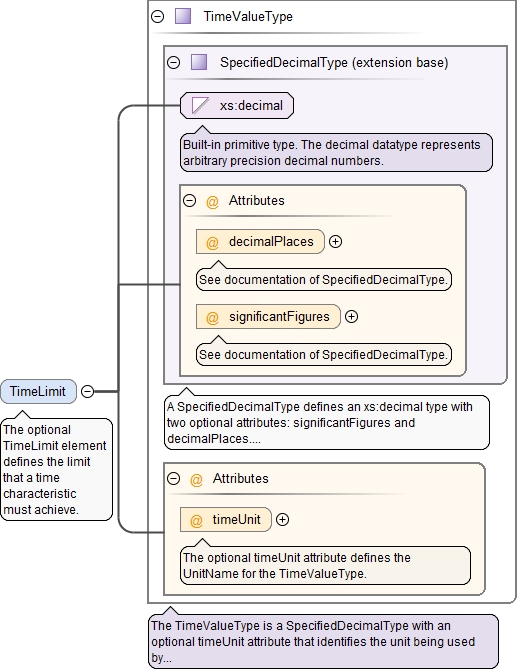 TimeValueType
SpecifiedDecimalType (extension base)
xs:decimal
Built-in primitive type. The decimal datatype represents
arbitrary precision decimal numbers.
@ Attributes
@ decimalPlaces
See documentation of SpecifiedDecimalType.
@ significantFigures
See documentation of SpecifiedDecimalType.
TimeLimit
The optional
TimeLimit element
defines the limit
that a time
characteristic
must achieve.
A SpecifiedDecimalType defines an xs:decimal type with
two optional attributes: significantFigures and
decimalPlaces....
@ Attributes
@ timeUnit
The optional timeUnit attribute defines the
UnitName for the TimeValueType.
The TimeValueType is a SpecifiedDecimalType with an
optional timeUnit attribute that identifies the unit being used
by...